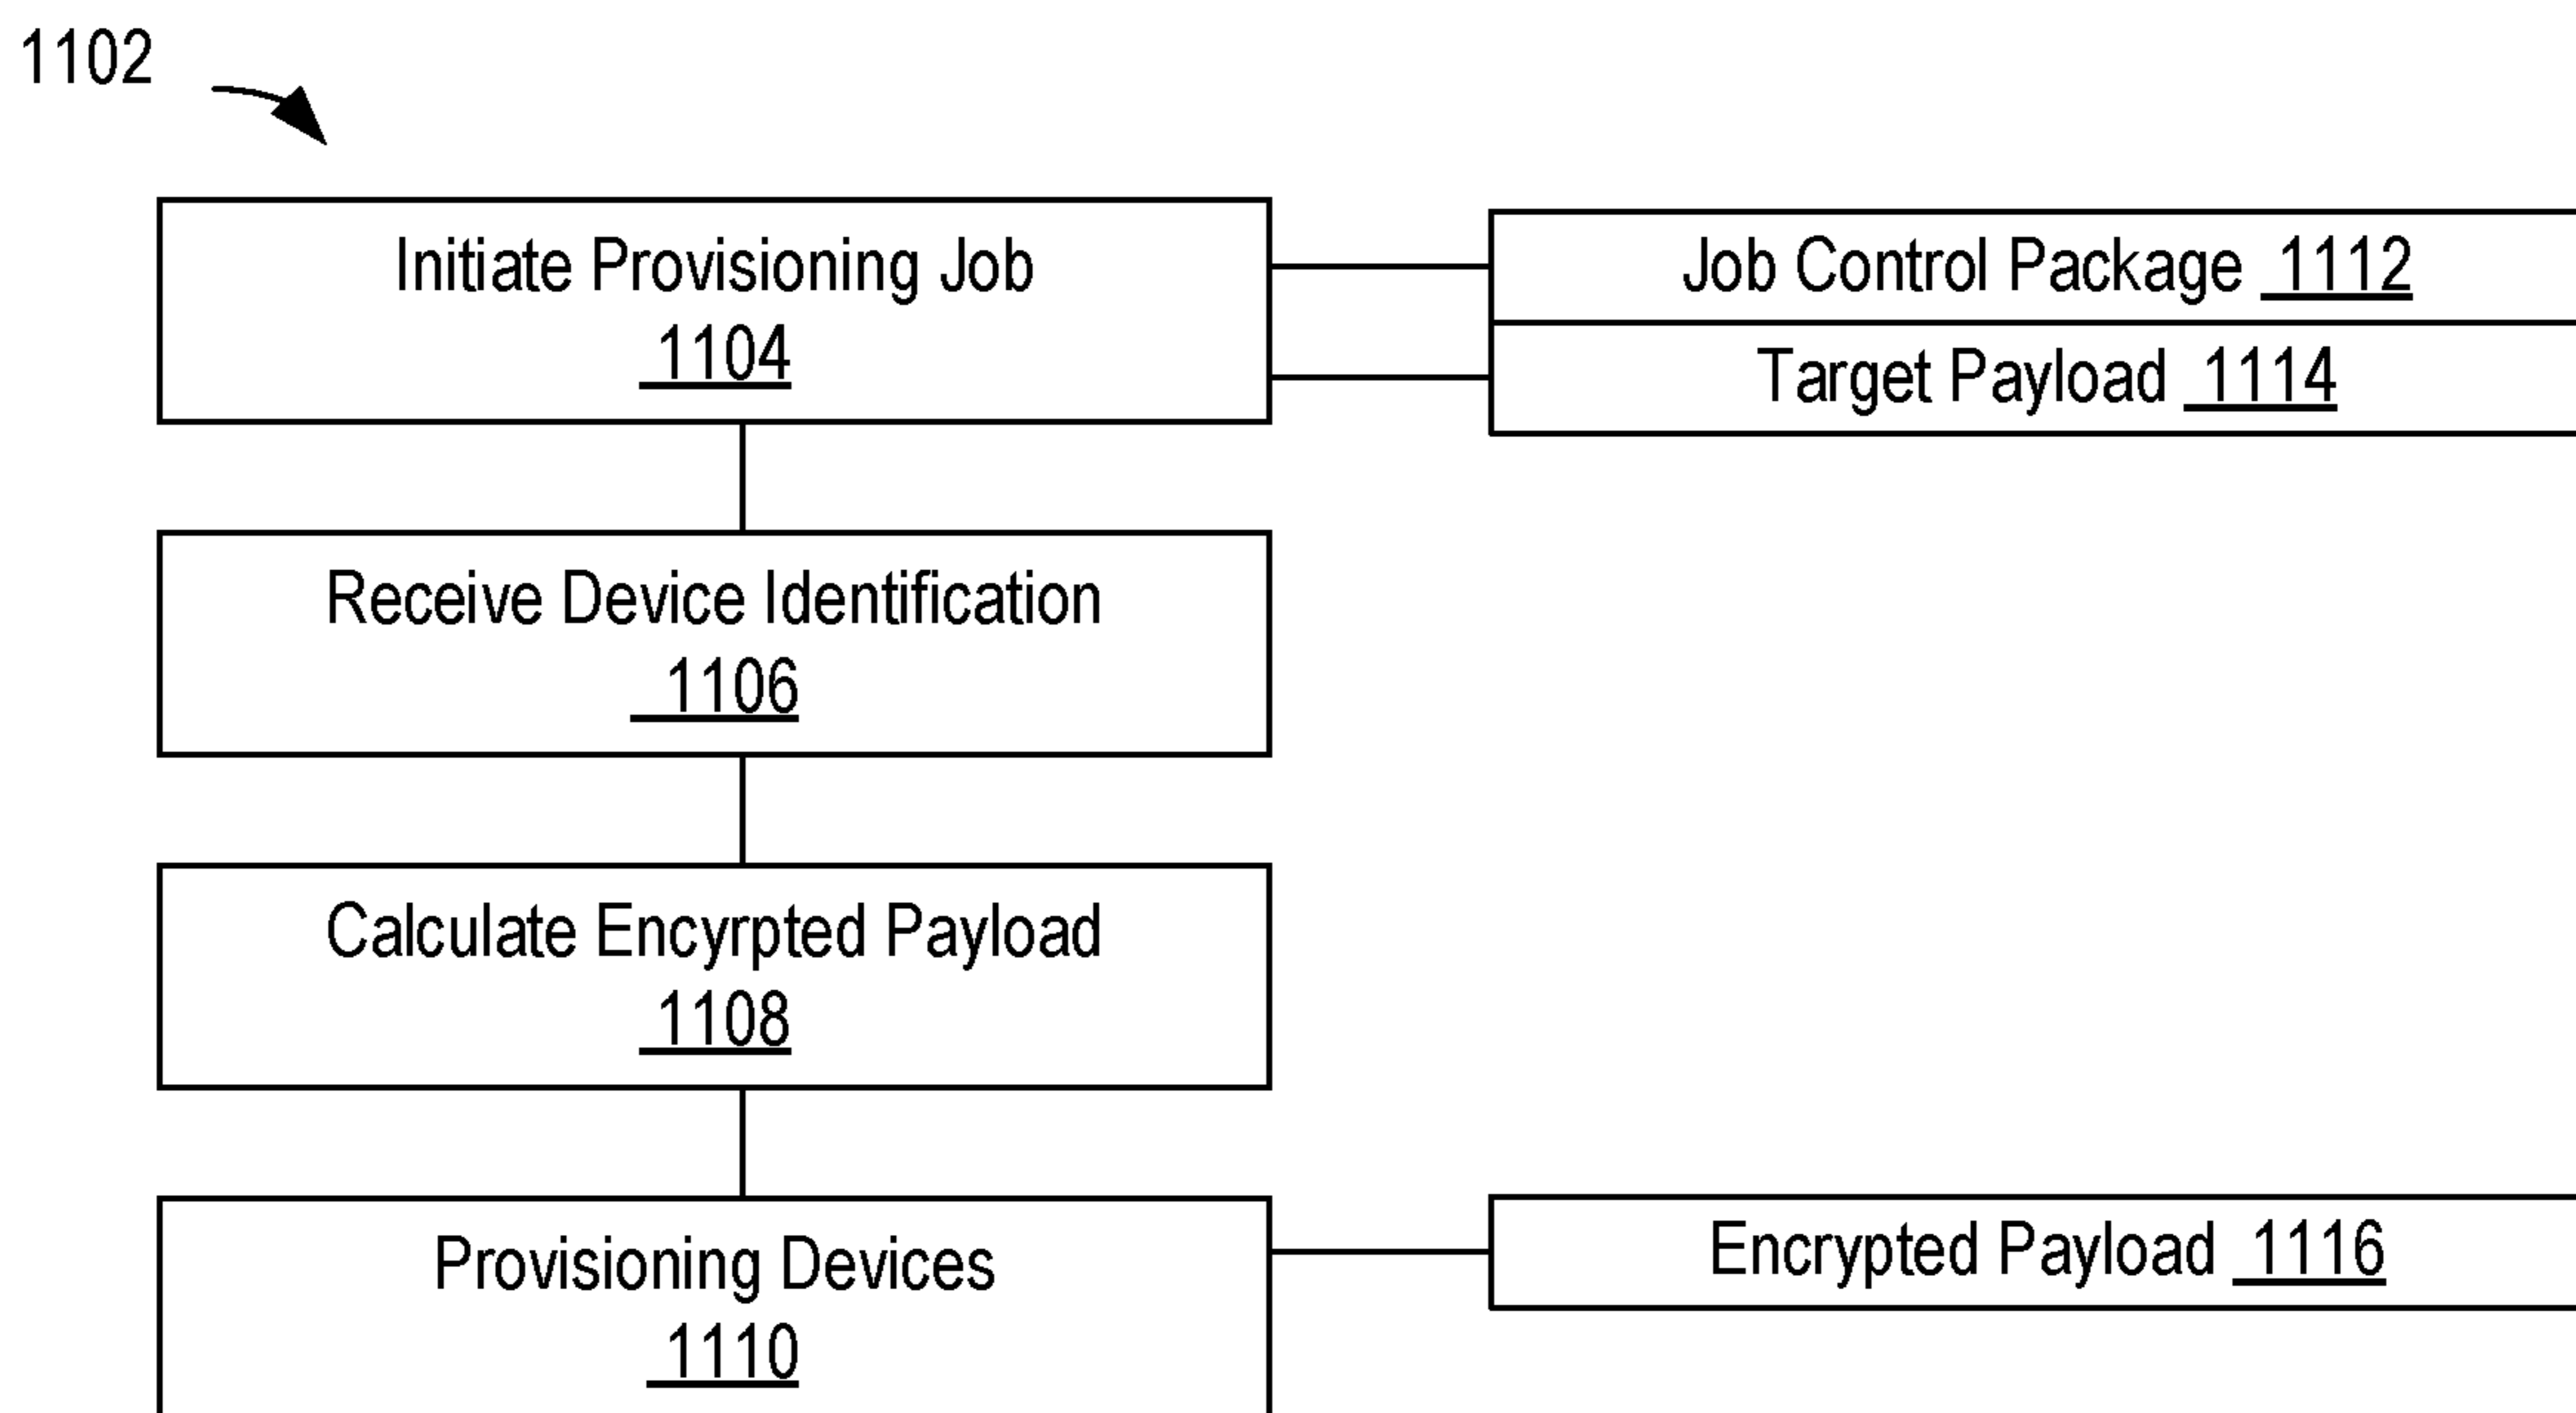 1102
Initiate Provisioning Job
1104
Job Control Package 1112
Target Payload 1114
Receive Device Identification
1106
Calculate Encyrpted Payload
1108
Provisioning Devices
1110
Encrypted Payload 1116